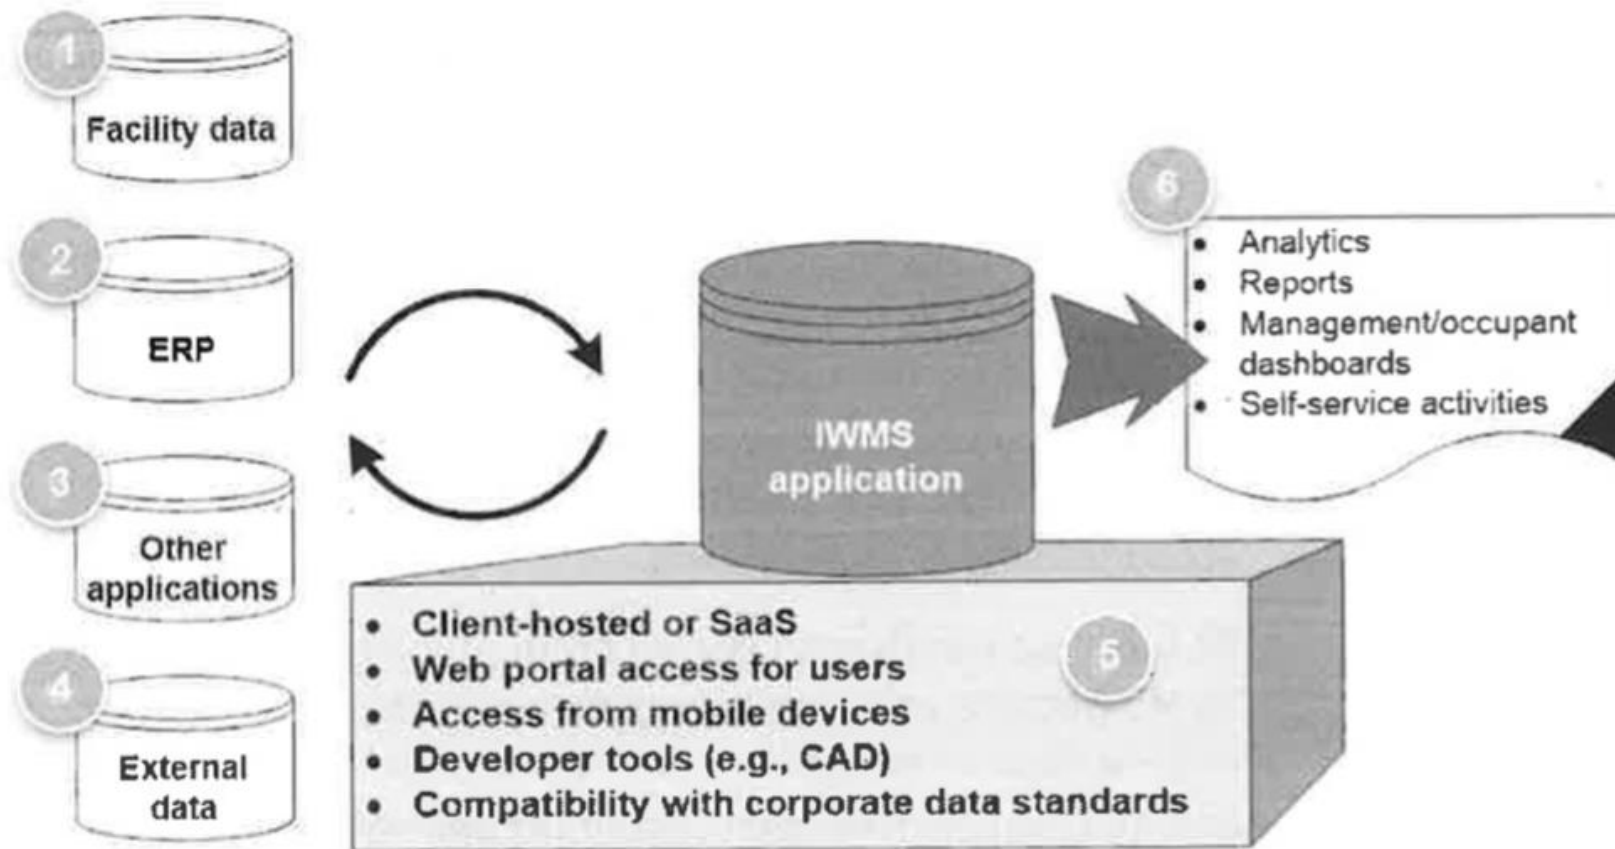 1
Facility data
2
ERP
3
Other
applications
4
External
data
IWMS
application
5
• Client-hosted or SaaS
• Web portal access for users
• Access from mobile devices
• Developer tools (e.g., CAD)
• Compatibility with corporate data standards
6
• Analytics
• Reports
• Management/occupant
dashboards
• Self-service activities